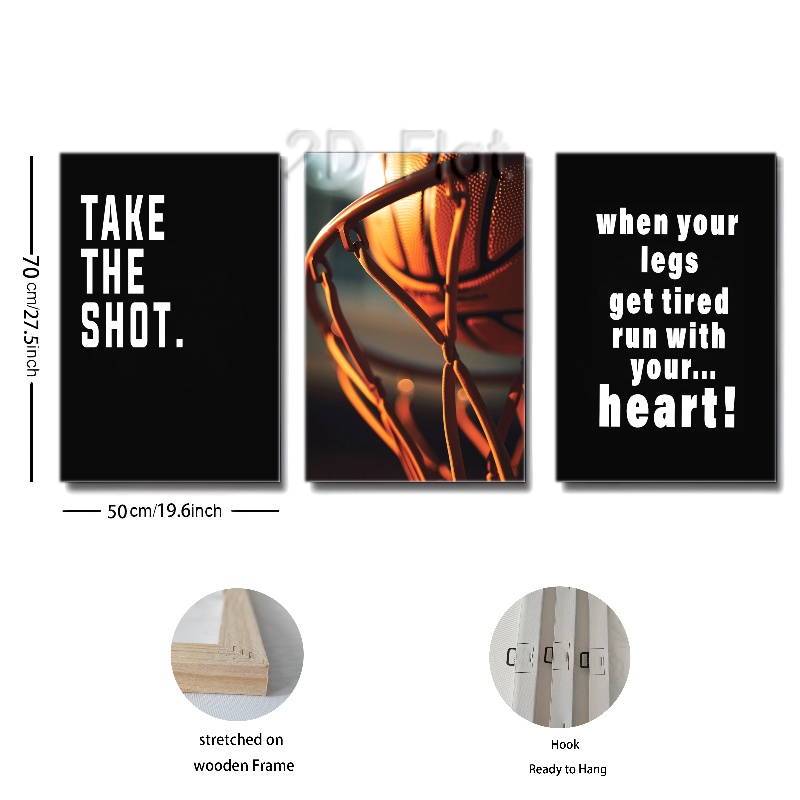 2D Flat
TAKE
THE
SHOT.
when your
legs
get tired
run with
your...
heart!
70 cm/27.5inch
50cm/19.6inch
stretched on
wooden Frame
Hook
Ready to Hang